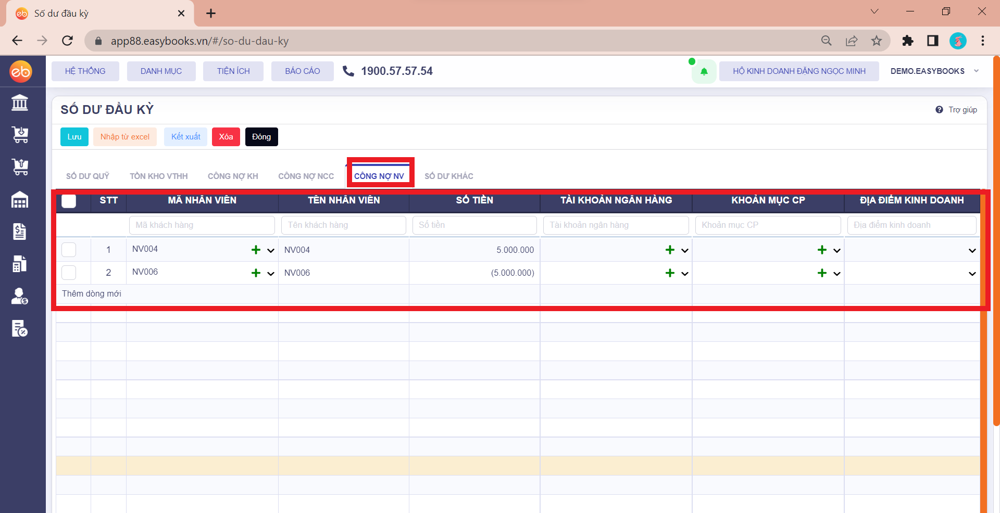 Số dư đầu kỳ
app88.easybooks.vn/#/so-du-dau-ky
eb
HỆ THỐNG DANH MỤC TIỆN ÍCH BÁO CÁO 1900.57.57.54 HỘ KINH DOANH ĐẶNG NGỌC MINH DEMO.EASYBOOKS
SỐ DƯ ĐẦU KỲ
Trợ giúp
Lưu Nhập từ excel Kết xuất Xóa Đóng
SỐ DƯ QUỸ TỒN KHO VTHH CÔNG NỢ KH CÔNG NỢ NCC CÔNG NỢ NV SỐ DƯ KHÁC
STT MÃ NHÂN VIÊN TÊN NHÂN VIÊN SỐ TIỀN TÀI KHOẢN NGÂN HÀNG KHOẢN MỤC CP ĐỊA ĐIỂM KINH DOANH
Mã khách hàng Tên khách hàng Số tiền Tài khoản ngân hàng Khoản mục CP Địa điểm kinh doanh
1 NV004 NV004 5.000.000
2 NV006 NV006 (5.000.000)
Thêm dòng mới